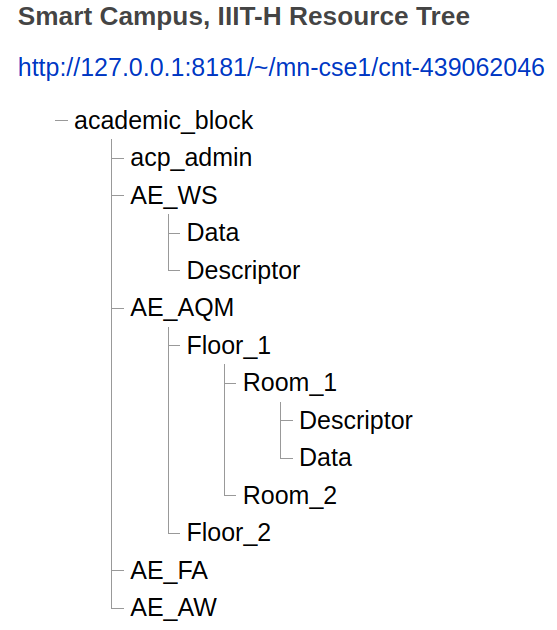 Smart Campus, IIIT-H Resource Tree
http://127.0.0.1:8181/~/mn-cse1/cnt-439062046
academic_block
acp_admin
AE_WS
Data
Descriptor
AE_AQM
Floor_1
Room_1
Descriptor
Data
Room_2
Floor_2
AE_FA
AE_AW